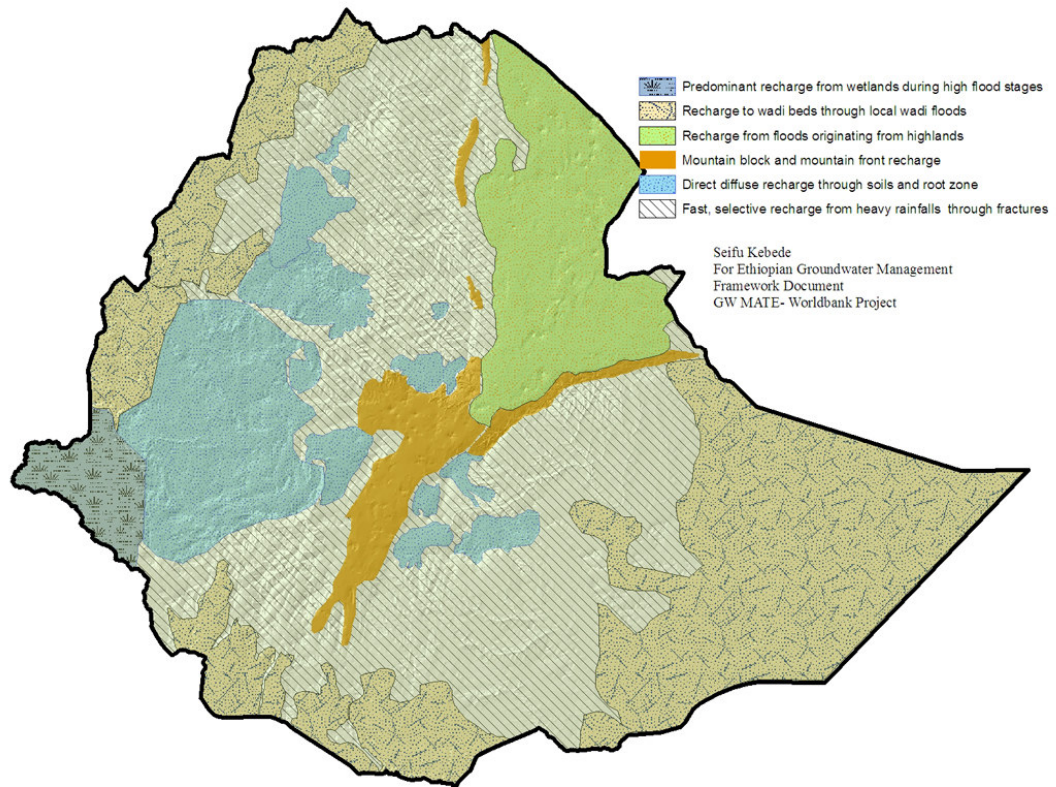 Predominant recharge from wetlands during high flood stages
Recharge to wadi beds through local wadi floods
Recharge from floods originating from highlands
Mountain block and mountain front recharge
Direct diffuse recharge through soils and root zone
Fast, selective recharge from heavy rainfalls through fractures
Seifu Kebede
For Ethiopian Groundwater Management
Framework Document
GW MATE- Worldbank Project